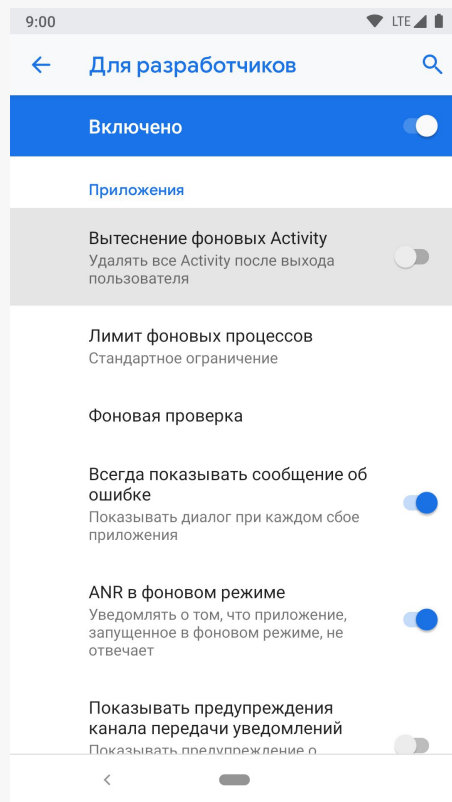 9:00 LTE
Для разработчиков
Включено
Приложения
Вытеснение фоновых Activity
Удалять все Activity после выхода
пользователя
Лимит фоновых процессов
Стандартное ограничение
Фоновая проверка
Всегда показывать сообщение об
ошибке
Показывать диалог при каждом сбое
приложения
ANR в фоновом режиме
Уведомлять о том, что приложение,
запущенное в фоновом режиме, не
отвечает
Показывать предупреждения
канала передачи уведомлений
Показывать предупреждение о